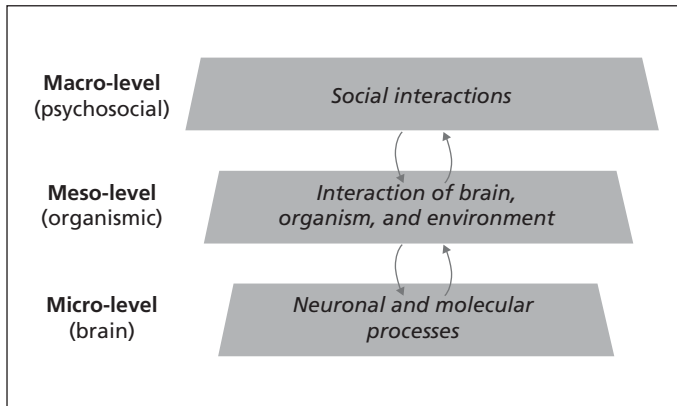 Macro-level
(psychosocial)
Social interactions
Meso-level
(organismic)
Interaction of brain,
organism, and environment
Micro-level
(brain)
Neuronal and molecular
processes